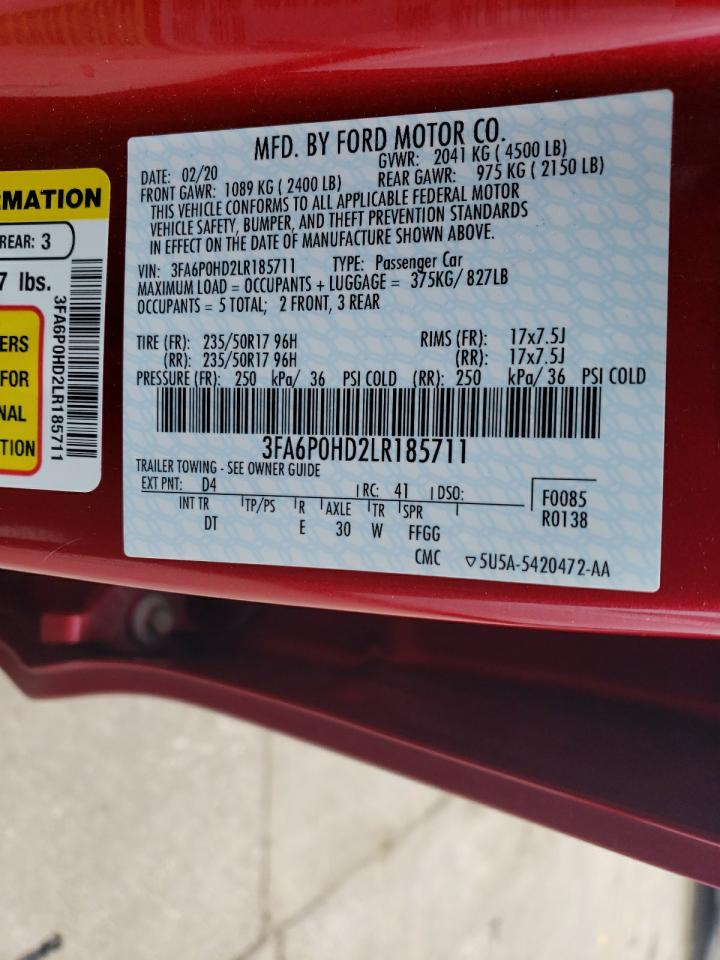 MFD. BY FORD MOTOR CO.
DATE: 02/20 GVWR: 2041 KG ( 4500 LB)
FRONT GAWR: 1089 KG ( 2400 LB) REAR GAWR: 975 KG ( 2150 LB)
THIS VEHICLE CONFORMS TO ALL APPLICABLE FEDERAL MOTOR
VEHICLE SAFETY, BUMPER, AND THEFT PREVENTION STANDARDS
IN EFFECT ON THE DATE OF MANUFACTURE SHOWN ABOVE.
VIN: 3FA6P0HD2LR185711 TYPE: Passenger Car
MAXIMUM LOAD = OCCUPANTS + LUGGAGE = 375KG/ 827LB
OCCUPANTS = 5 TOTAL; 2 FRONT, 3 REAR
TIRE (FR): 235/50R17 96H RIMS (FR): 17x7.5J
(RR): 235/50R17 96H (RR): 17x7.5J
PRESSURE (FR): 250 kPa/ 36 PSI COLD (RR): 250 kPa/ 36 PSI COLD
3FA6P0HD2LR185711
TRAILER TOWING - SEE OWNER GUIDE
EXT PNT: D4 RC: 41 DSO: F0085
INT TR TP/PS R AXLE TR SPR R0138
DT E 30 W FFGG
CMC ▽5U5A-5420472-AA
RMATION
REAR: 3
7 lbs.
ERS
FOR
NAL
TION
3FA6P0HD2LR185711